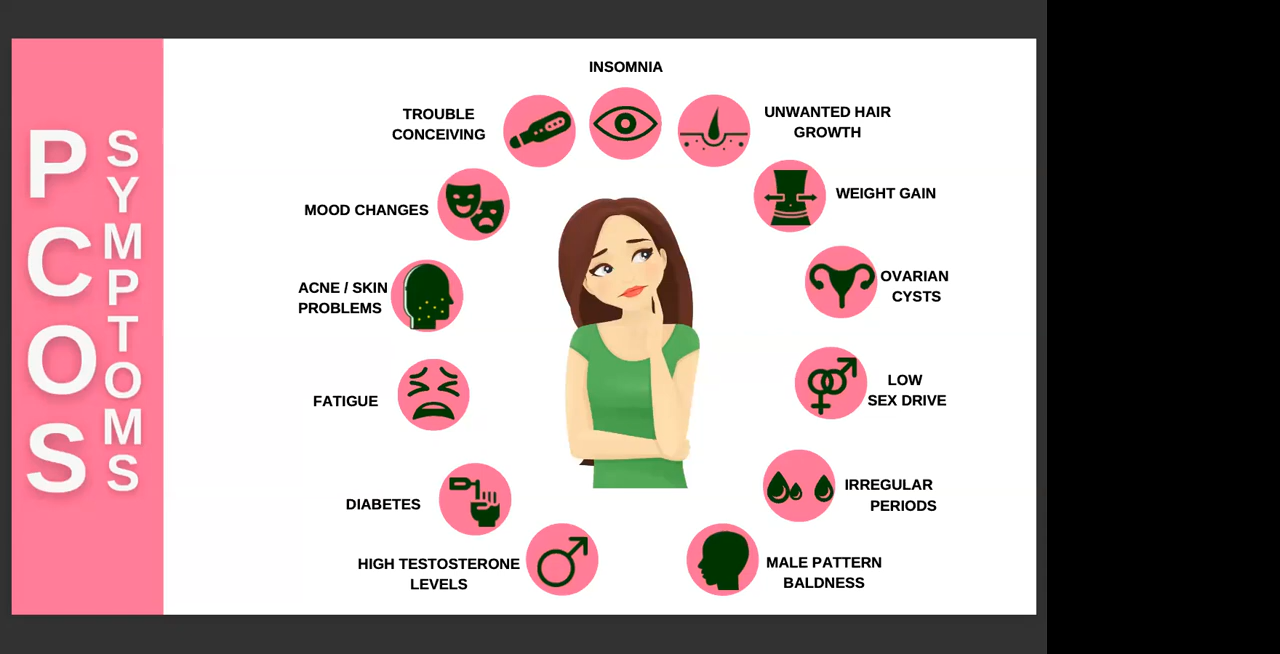 PCOS
SYMPTOMS
INSOMNIA
TROUBLE
CONCEIVING
UNWANTED HAIR
GROWTH
MOOD CHANGES
WEIGHT GAIN
ACNE / SKIN
PROBLEMS
OVARIAN
CYSTS
FATIGUE
LOW
SEX DRIVE
DIABETES
IRREGULAR
PERIODS
HIGH TESTOSTERONE
LEVELS
MALE PATTERN
BALDNESS